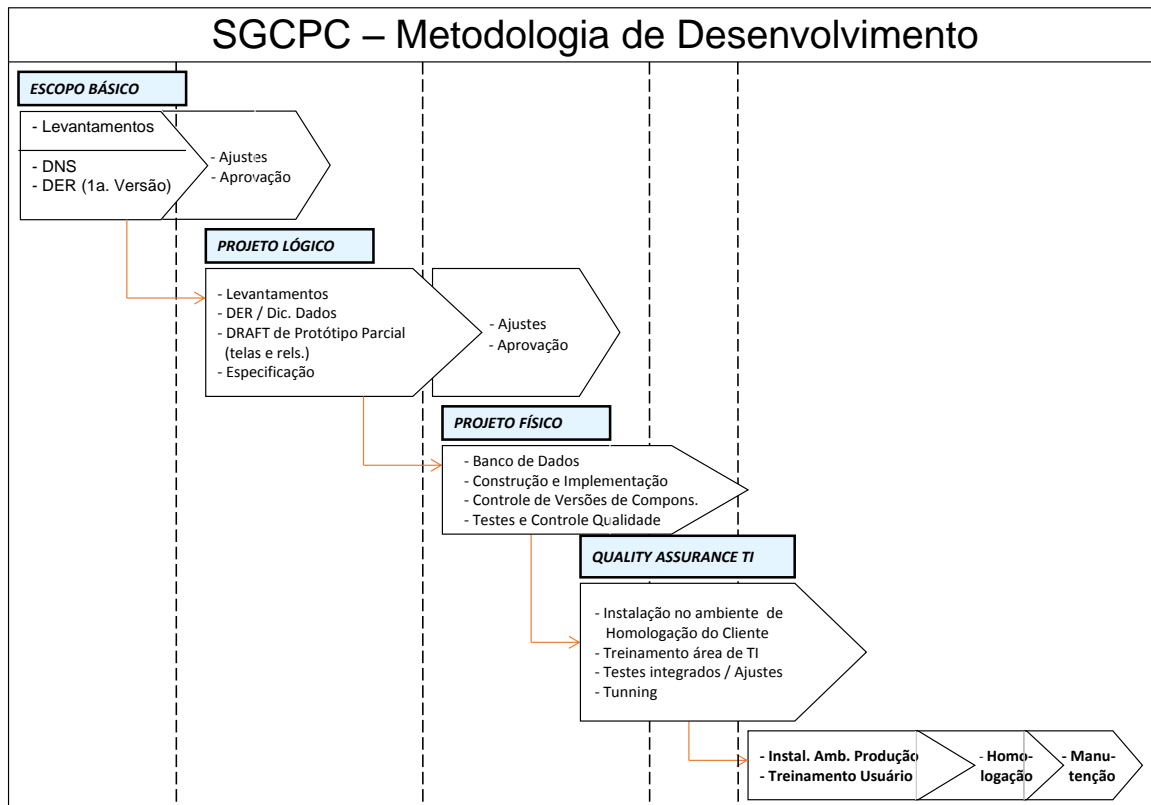 SGCPC – Metodologia de Desenvolvimento
ESCOPO BÁSICO
- Levantamentos
- DNS
- DER (1a. Versão)
- Ajustes
- Aprovação
PROJETO LÓGICO
- Levantamentos
- DER / Dic. Dados
- DRAFT de Protótipo Parcial
(telas e rels.)
- Especificação
- Ajustes
- Aprovação
PROJETO FÍSICO
- Banco de Dados
- Construção e Implementação
- Controle de Versões de Compons.
- Testes e Controle Qualidade
QUALITY ASSURANCE TI
- Instalação no ambiente de
Homologação do Cliente
- Treinamento área de TI
- Testes integrados / Ajustes
- Tunning
- Instal. Amb. Produção
- Treinamento Usuário
- Homo-
logação
- Manu-
tenção